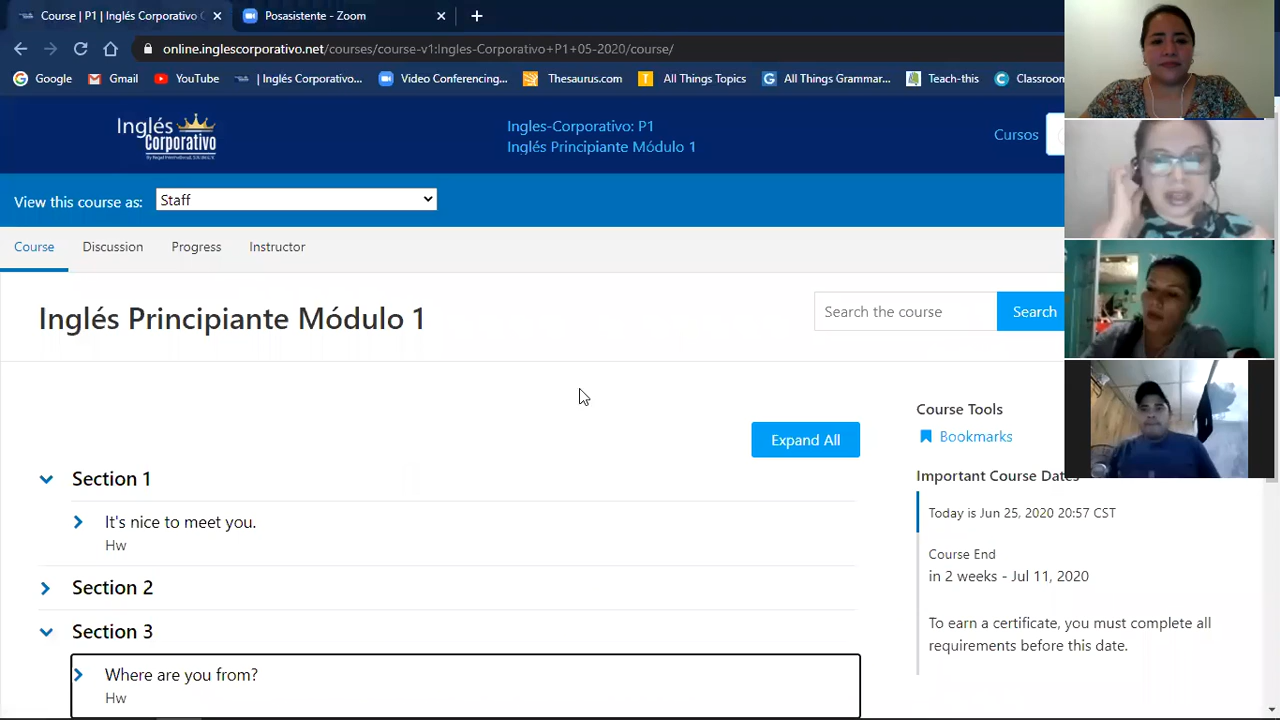 Course | P1 | Inglés Corporativo
Posasistente - Zoom
online.inglescorporativo.net/courses/course-v1:Ingles-Corporativo+P1+05-2020/course/
Google
Gmail
YouTube
| Inglés Corporativo...
Video Conferencing...
Thesaurus.com
All Things Topics
All Things Grammar...
Teach-this
Classroom
Inglés
Corporativo
Ingles-Corporativo: P1
Inglés Principiante Módulo 1
Cursos
View this course as:
Staff
Course
Discussion
Progress
Instructor
Inglés Principiante Módulo 1
Search the course
Search
Expand All
Course Tools
Bookmarks
Important Course Dates
Today is Jun 25, 2020 20:57 CST
Course End
in 2 weeks - Jul 11, 2020
To earn a certificate, you must complete all
requirements before this date.
Section 1
It's nice to meet you.
Hw
Section 2
Section 3
Where are you from?
Hw